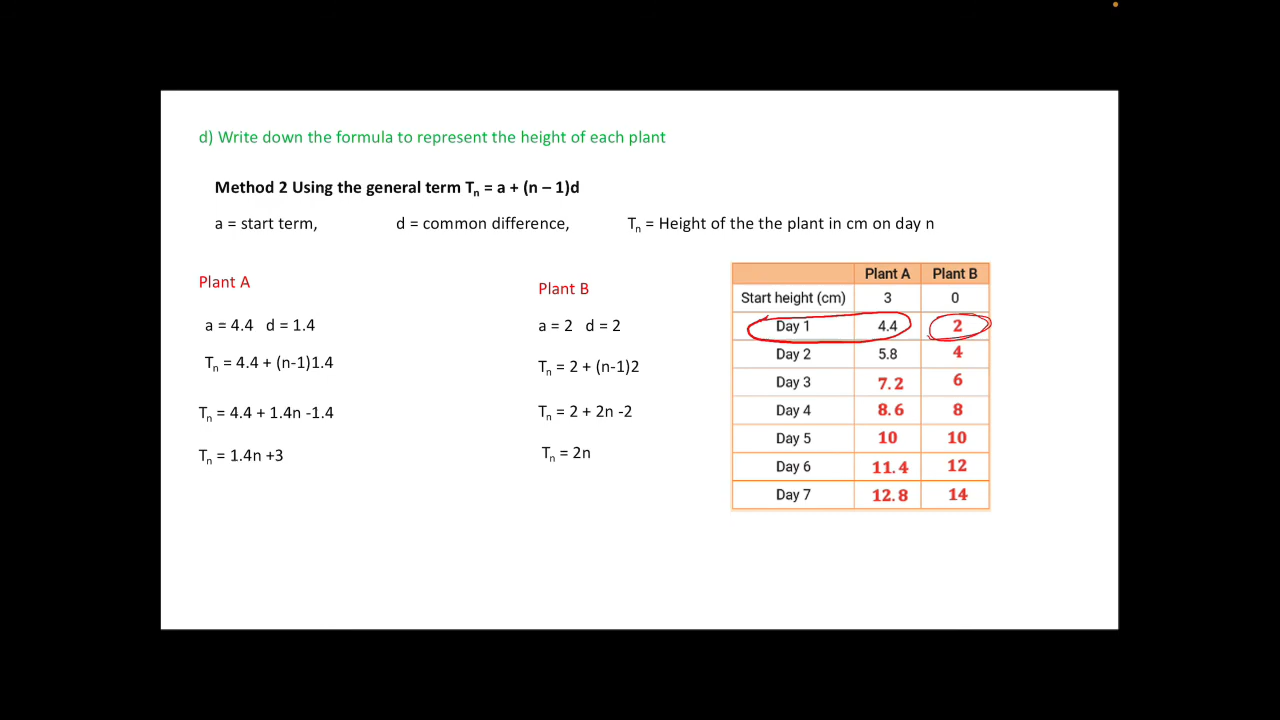 d) Write down the formula to represent the height of each plant
Method 2 Using the general term Tₙ = a + (n – 1)d
a = start term, d = common difference, Tₙ = Height of the the plant in cm on day n
Plant A
a = 4.4 d = 1.4
Tₙ = 4.4 + (n-1)1.4
Tₙ = 4.4 + 1.4n -1.4
Tₙ = 1.4n +3
Plant B
a = 2 d = 2
Tₙ = 2 + (n-1)2
Tₙ = 2 + 2n -2
Tₙ = 2n
Plant A Plant B
Start height (cm) 3 0
Day 1 4.4 2
Day 2 5.8 4
Day 3 7.2 6
Day 4 8.6 8
Day 5 10 10
Day 6 11.4 12
Day 7 12.8 14